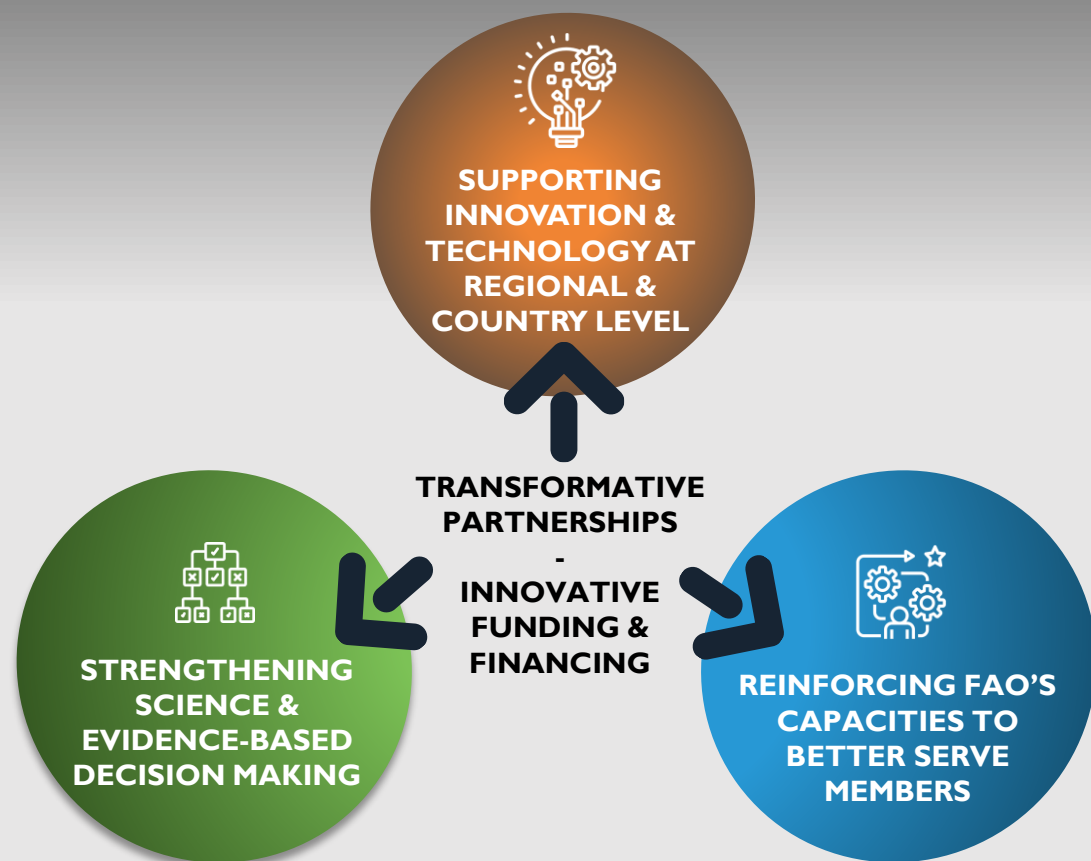 SUPPORTING
INNOVATION &
TECHNOLOGY AT
REGIONAL &
COUNTRY LEVEL
TRANSFORMATIVE
PARTNERSHIPS
-
INNOVATIVE
FUNDING &
FINANCING
STRENGTHENING
SCIENCE &
EVIDENCE-BASED
DECISION MAKING
REINFORCING FAO’S
CAPACITIES TO
BETTER SERVE
MEMBERS